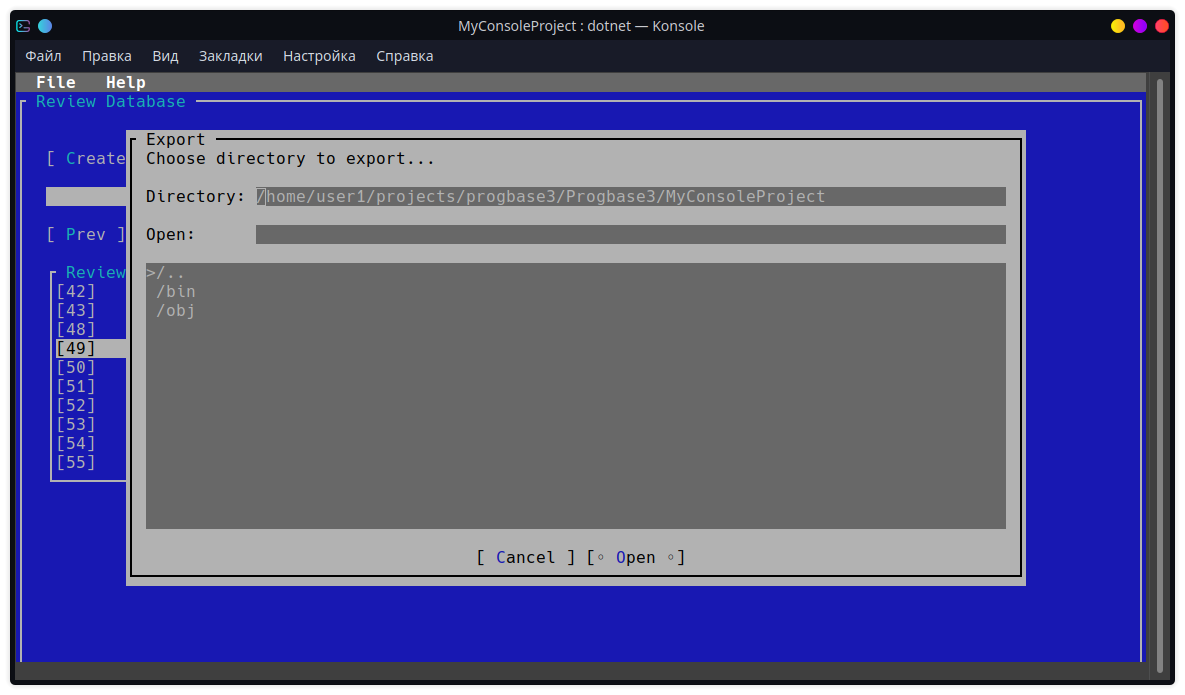 MyConsoleProject : dotnet — Konsole
Файл Правка Вид Закладки Настройка Справка
File Help
Review Database
Export
Choose directory to export...
[ Create
Directory: /home/user1/projects/progbase3/Progbase3/MyConsoleProject
[ Prev ]
Open:
Review
>/..
[42]
/bin
[43]
/obj
[48]
[49]
[50]
[51]
[52]
[53]
[54]
[55]
[ Cancel ] [◦ Open ◦]